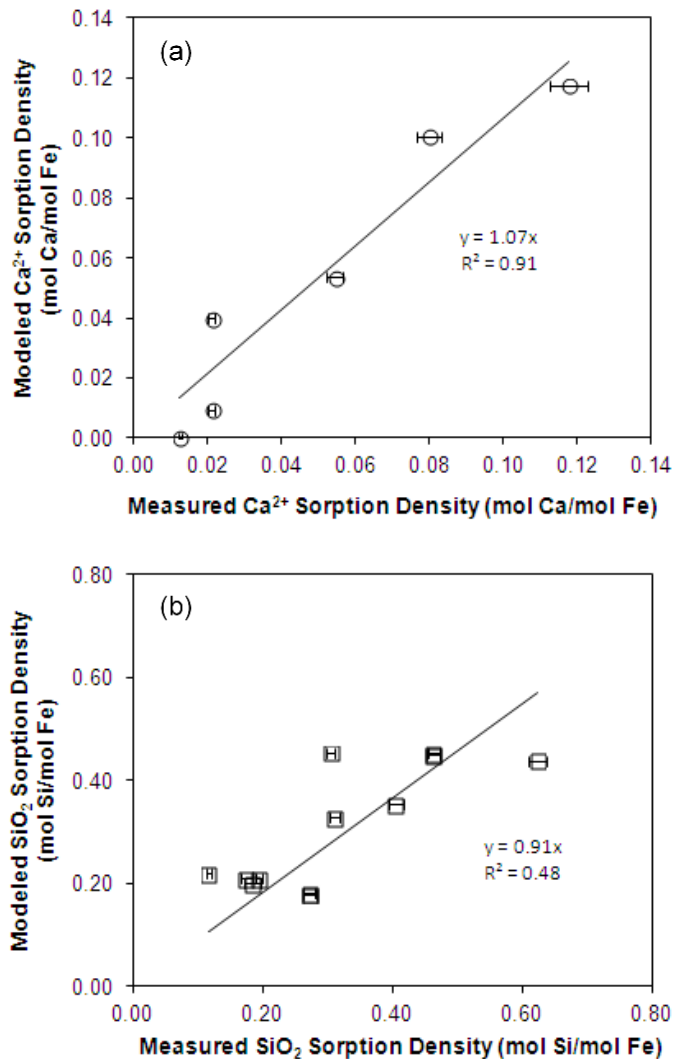 (a)
Modeled Ca²⁺ Sorption Density
(mol Ca/mol Fe)
0.14
0.12
0.10
0.08
0.06
0.04
0.02
0.00
y = 1.07x
R² = 0.91
0.00 0.02 0.04 0.06 0.08 0.10 0.12 0.14
Measured Ca²⁺ Sorption Density (mol Ca/mol Fe)
(b)
Modeled SiO₂ Sorption Density
(mol Si/mol Fe)
0.80
0.60
0.40
0.20
0.00
y = 0.91x
R² = 0.48
0.00 0.20 0.40 0.60 0.80
Measured SiO₂ Sorption Density (mol Si/mol Fe)